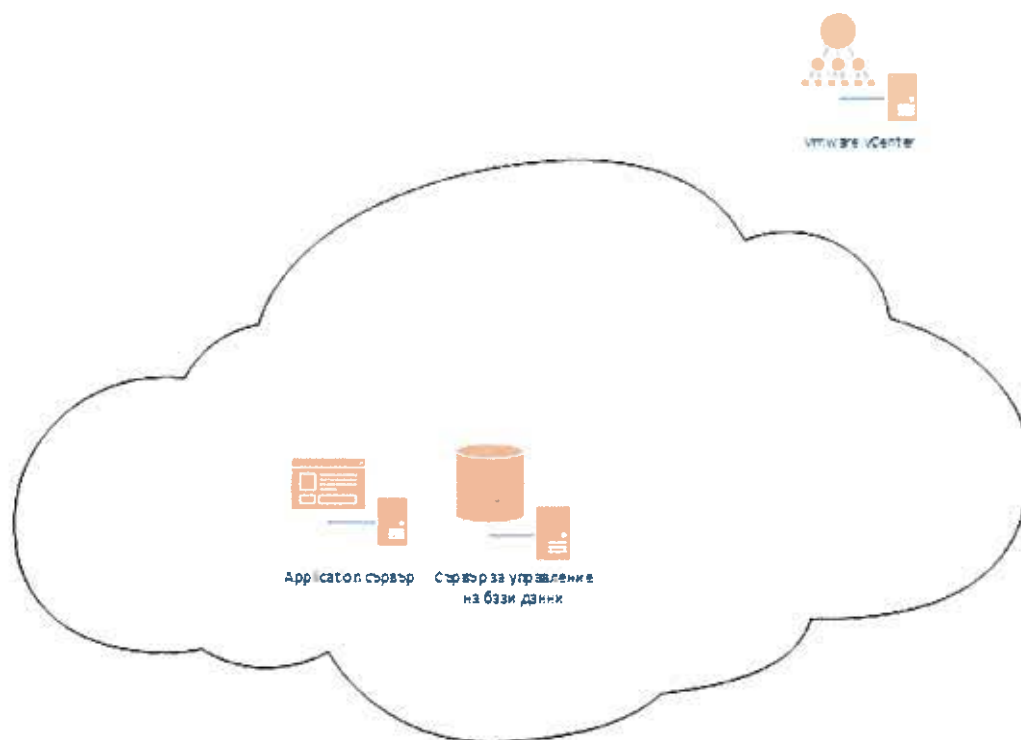 vmware vCenter
Application сървър
Сървър за управление
на бази данни